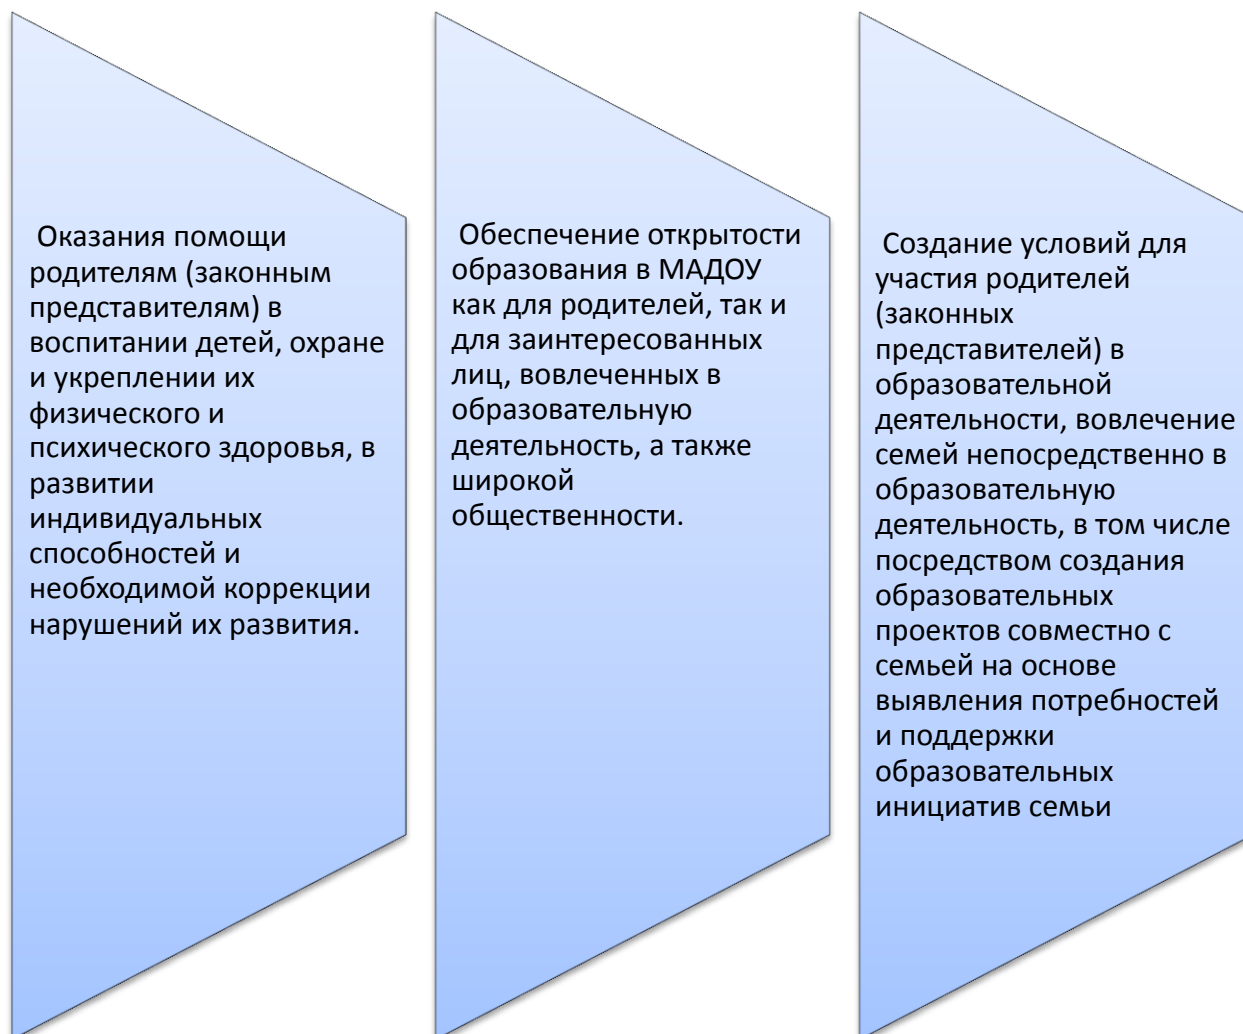 Оказания помощи
родителям (законным
представителям) в
воспитании детей, охране
и укреплении их
физического и
психического здоровья, в
развитии
индивидуальных
способностей и
необходимой коррекции
нарушений их развития.
Обеспечение открытости
образования в МАДОУ
как для родителей, так и
для заинтересованных
лиц, вовлеченных в
образовательную
деятельность, а также
широкой
общественности.
Создание условий для
участия родителей
(законных
представителей) в
образовательной
деятельности, вовлечение
семей непосредственно в
образовательную
деятельность, в том числе
посредством создания
образовательных
проектов совместно с
семьей на основе
выявления потребностей
и поддержки
образовательных
инициатив семьи